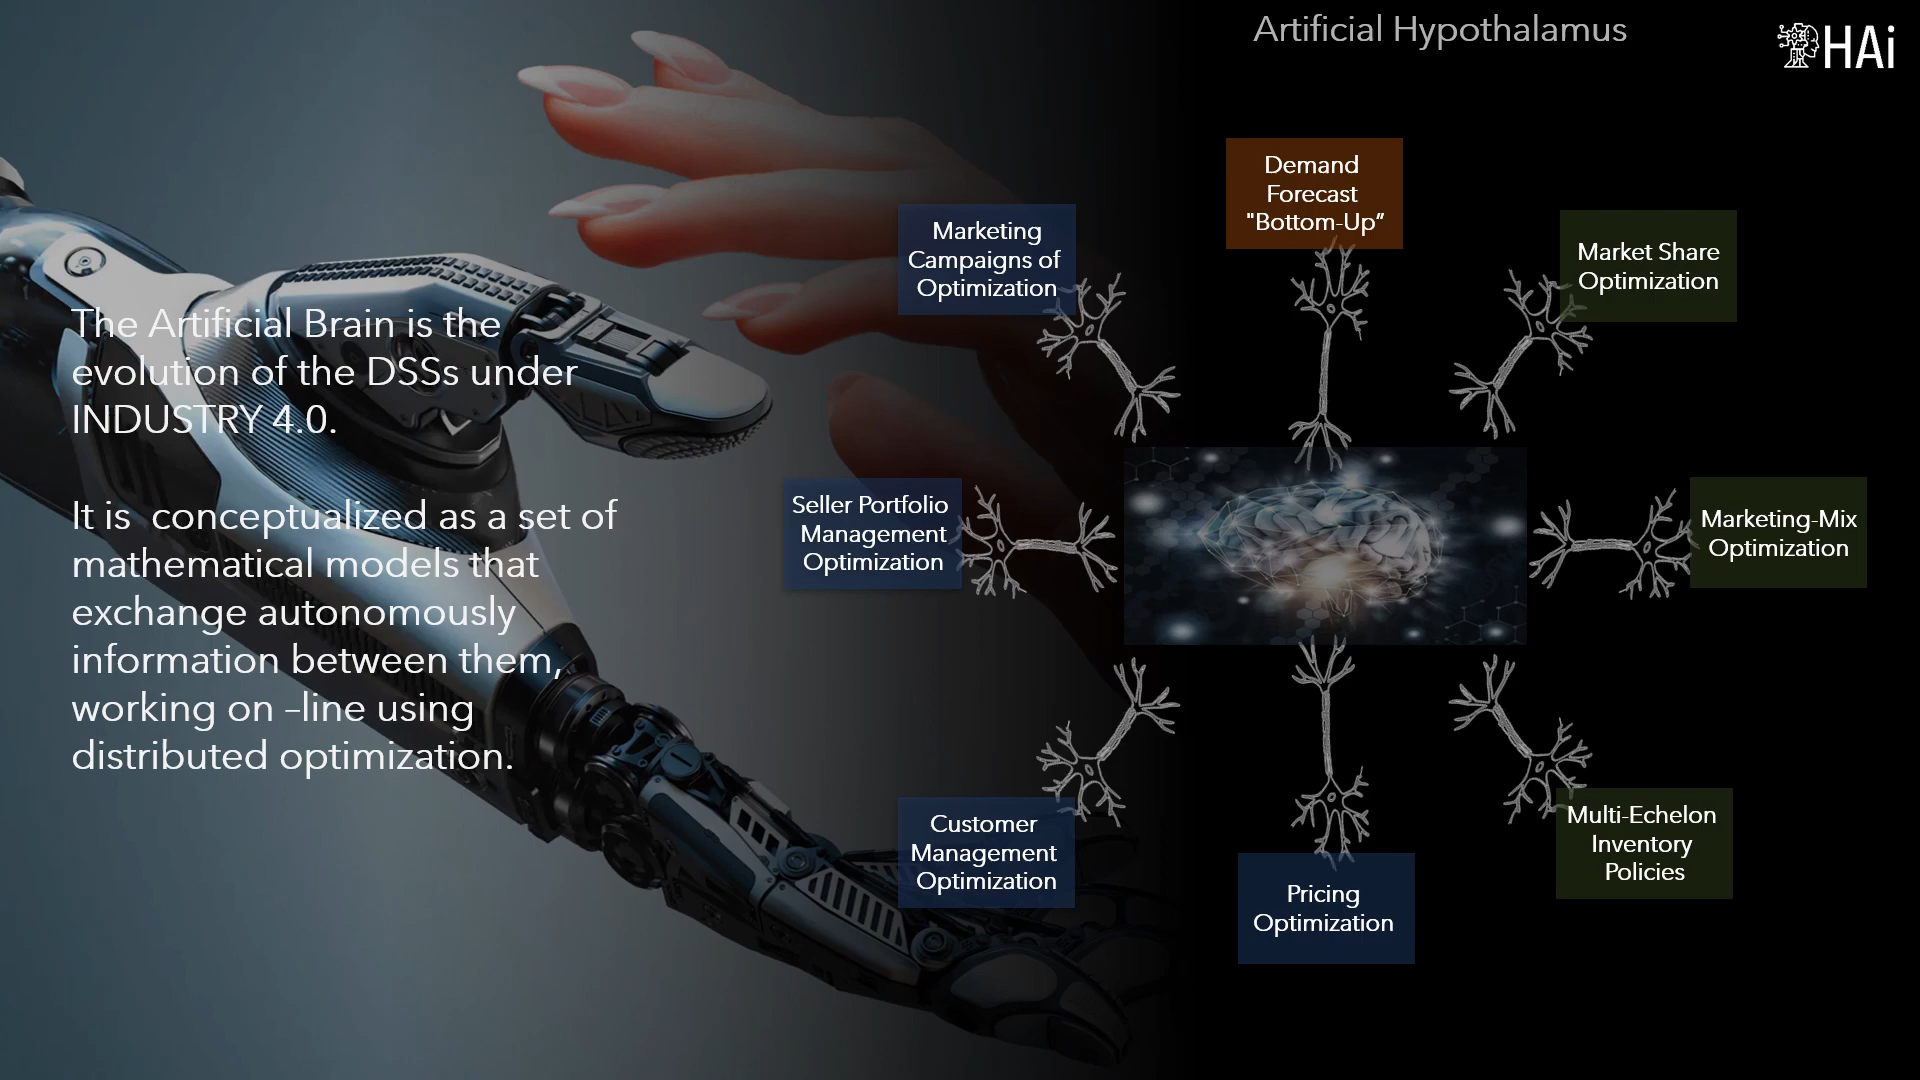 Artificial Hypothalamus
HAi
The Artificial Brain is the
evolution of the DSSs under
INDUSTRY 4.0.
It is  conceptualized as a set of
mathematical models that
exchange autonomously
information between them,
working on –line using
distributed optimization.
Demand
Forecast
"Bottom-Up”
Marketing
Campaigns of
Optimization
Market Share
Optimization
Seller Portfolio
Management
Optimization
Marketing-Mix
Optimization
Customer
Management
Optimization
Pricing
Optimization
Multi-Echelon
Inventory
Policies